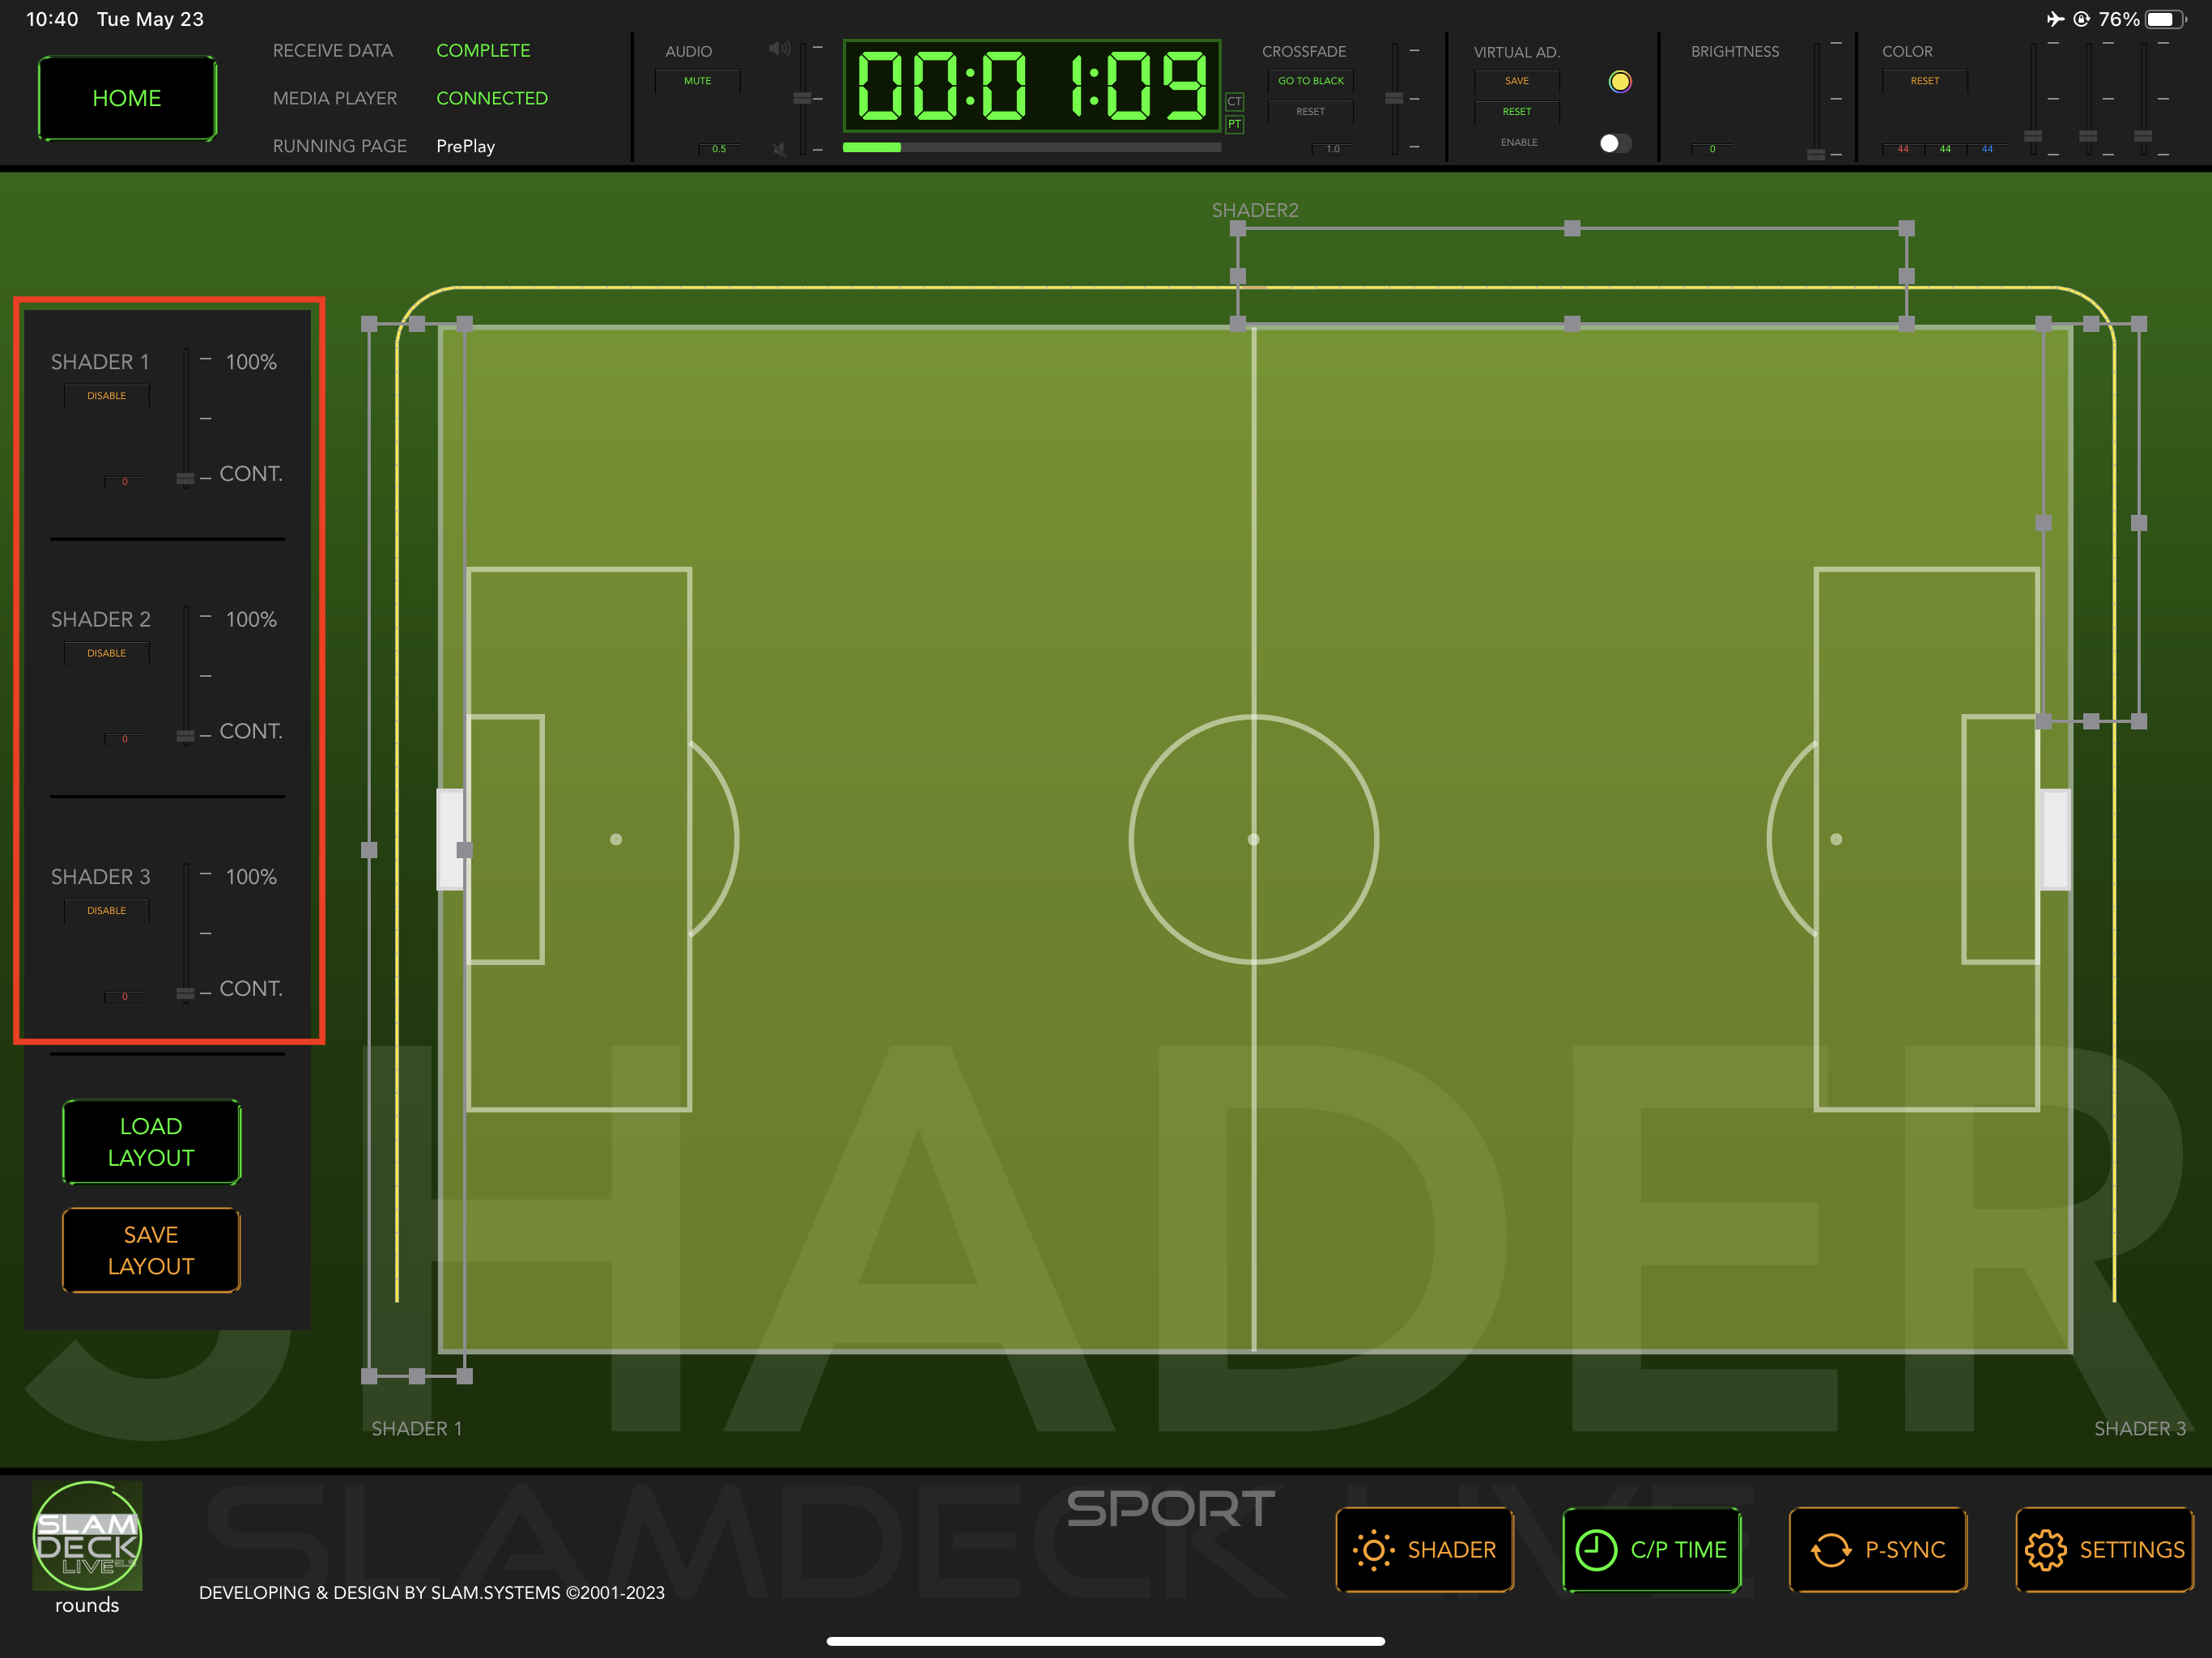 10:40 Tue May 23
76%
HOME
RECEIVE DATA COMPLETE
MEDIA PLAYER CONNECTED
RUNNING PAGE PrePlay
AUDIO
MUTE
0.5
00:01:09
CT
PT
CROSSFADE
GO TO BLACK
RESET
1.0
VIRTUAL AD.
SAVE
RESET
ENABLE
BRIGHTNESS
0
COLOR
RESET
44 44 44
SHADER2
SHADER 1 100%
DISABLE
0 CONT.
SHADER 2 100%
DISABLE
0 CONT.
SHADER 3 100%
DISABLE
0 CONT.
LOAD
LAYOUT
SAVE
LAYOUT
SHADER
SHADER 1
SHADER 3
SLAM
DECK
LIVE
rounds
SLAMDECK LIVE
SPORT
DEVELOPING & DESIGN BY SLAM.SYSTEMS ©2001-2023
SHADER
C/P TIME
P-SYNC
SETTINGS